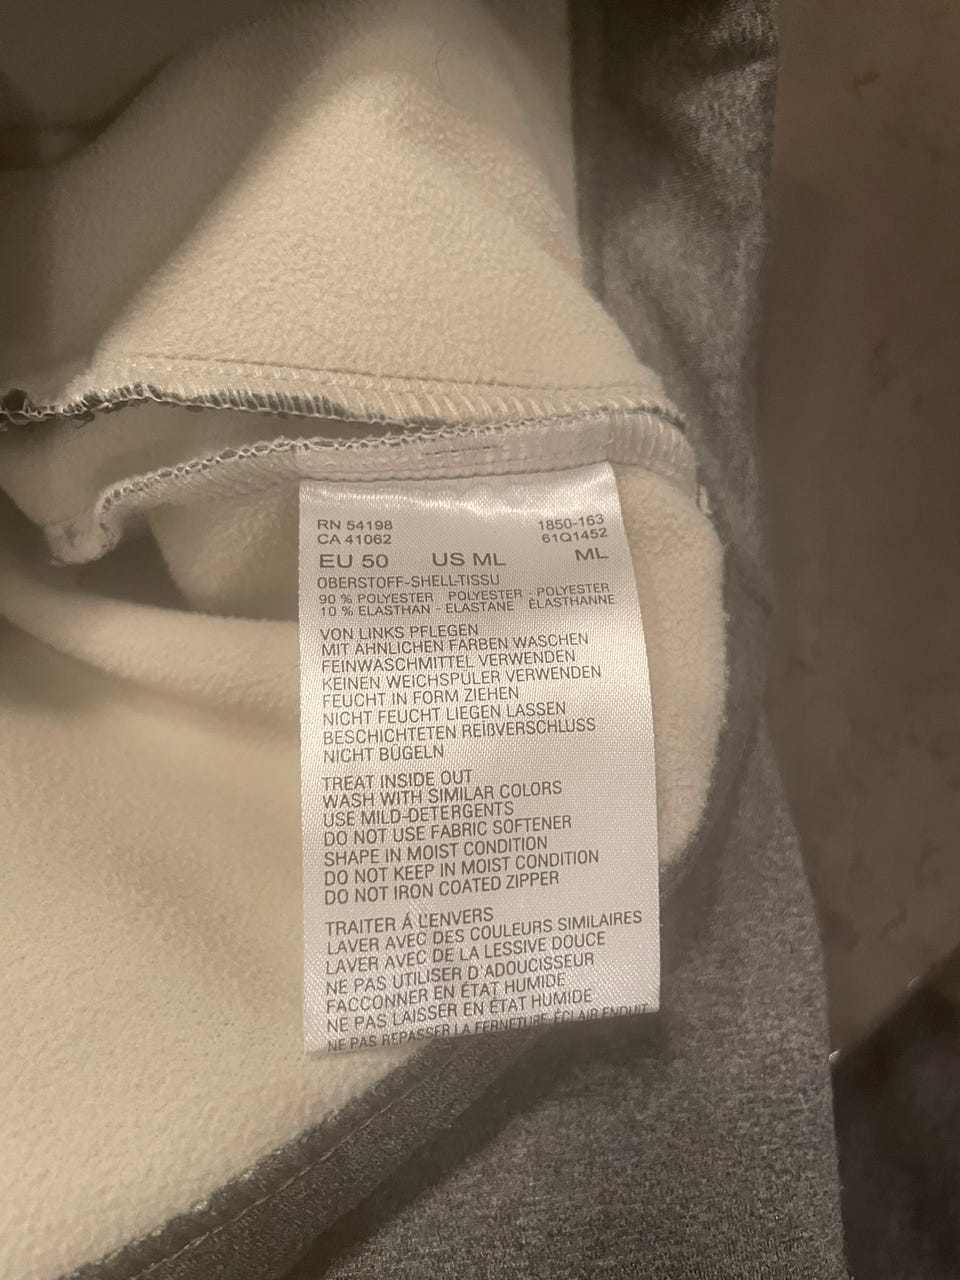 RN 54198 1850-163
CA 41062 61Q1452
EU 50 US ML ML
OBERSTOFF-SHELL-TISSU
90 % POLYESTER POLYESTER - POLYESTER
10 % ELASTHAN - ELASTANE ÉLASTHANNE
VON LINKS PFLEGEN
MIT ÄHNLICHEN FARBEN WASCHEN
FEINWASCHMITTEL VERWENDEN
KEINEN WEICHSPÜLER VERWENDEN
FEUCHT IN FORM ZIEHEN
NICHT FEUCHT LIEGEN LASSEN
BESCHICHTETEN REIßVERSCHLUSS
NICHT BÜGELN
TREAT INSIDE OUT
WASH WITH SIMILAR COLORS
USE MILD-DETERGENTS
DO NOT USE FABRIC SOFTENER
SHAPE IN MOIST CONDITION
DO NOT KEEP IN MOIST CONDITION
DO NOT IRON COATED ZIPPER
TRAITER Á L'ENVERS
LAVER AVEC DES COULEURS SIMILAIRES
LAVER AVEC DE LA LESSIVE DOUCE
NE PAS UTILISER D'ADOUCISSEUR
FACCONNER EN ÉTAT HUMIDE
NE PAS LAISSER EN ÉTAT HUMIDE
NE PAS REPASSER LA FERNETURE-ÉCLAIR ENDUIT